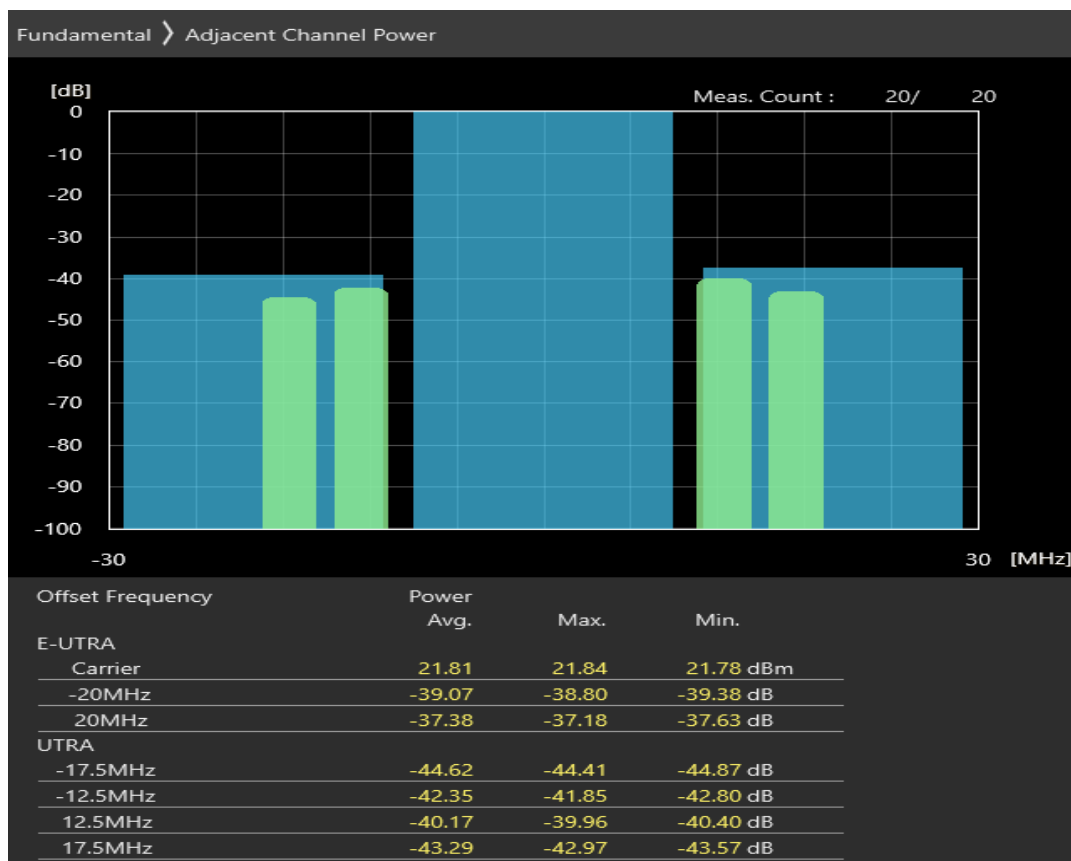 Fundamental ❯ Adjacent Channel Power
[dB]
Meas. Count : 20/ 20
0
-10
-20
-30
-40
-50
-60
-70
-80
-90
-100
-30 30 [MHz]
Offset Frequency Power
Avg. Max. Min.
E-UTRA
Carrier 21.81 21.84 21.78 dBm
-20MHz -39.07 -38.80 -39.38 dB
20MHz -37.38 -37.18 -37.63 dB
UTRA
-17.5MHz -44.62 -44.41 -44.87 dB
-12.5MHz -42.35 -41.85 -42.80 dB
12.5MHz -40.17 -39.96 -40.40 dB
17.5MHz -43.29 -42.97 -43.57 dB